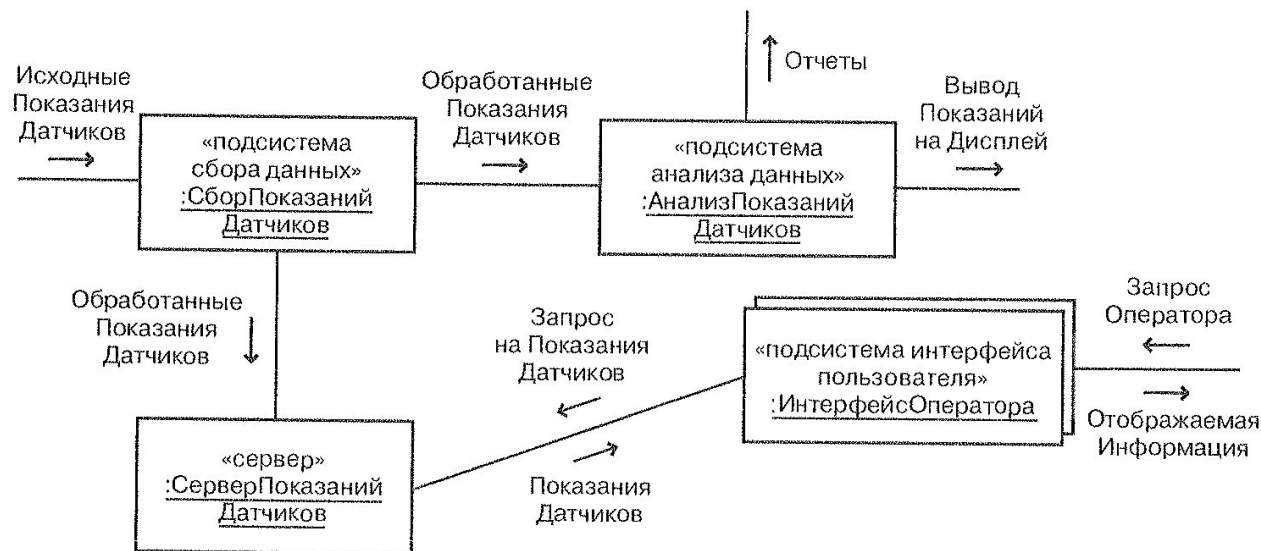 Исходные
Показания
Датчиков
«подсистема
сбора данных»
:СборПоказаний
Датчиков
Обработанные
Показания
Датчиков
Отчеты
«подсистема
анализа данных»
:АнализПоказаний
Датчиков
Вывод
Показаний
на Дисплей
Обработанные
Показания
Датчиков
Запрос
на Показания
Датчиков
«подсистема интерфейса
пользователя»
:ИнтерфейсОператора
Запрос
Оператора
Отображаемая
Информация
«сервер»
:СерверПоказаний
Датчиков
Показания
Датчиков